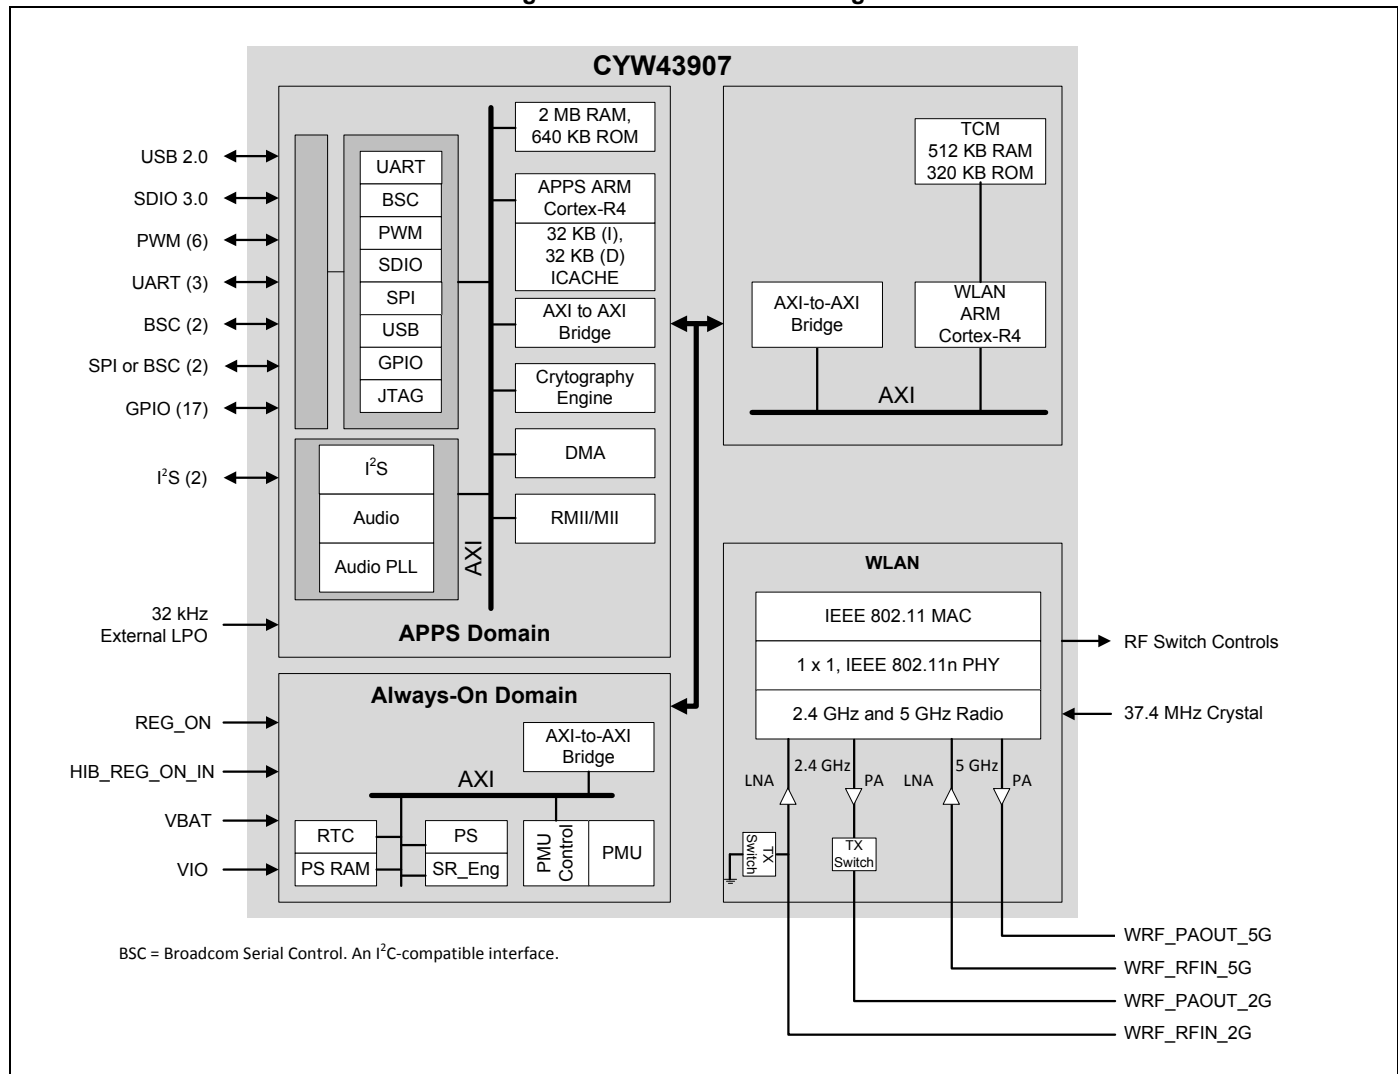 CYW43907
2 MB RAM,
640 KB ROM
TCM
512 KB RAM
320 KB ROM
USB 2.0
SDIO 3.0
PWM (6)
UART (3)
BSC (2)
SPI or BSC (2)
GPIO (17)
I²S (2)
32 kHz
External LPO
UART
BSC
PWM
SDIO
SPI
USB
GPIO
JTAG
APPS ARM
Cortex-R4
32 KB (I),
32 KB (D)
ICACHE
AXI to AXI
Bridge
Crytography
Engine
DMA
RMII/MII
I²S
Audio
Audio PLL
AXI
APPS Domain
AXI-to-AXI
Bridge
WLAN
ARM
Cortex-R4
AXI
WLAN
IEEE 802.11 MAC
1 x 1, IEEE 802.11n PHY
2.4 GHz and 5 GHz Radio
RF Switch Controls
37.4 MHz Crystal
LNA
2.4 GHz
PA
LNA
5 GHz
PA
TX
Switch
TX
Switch
Always-On Domain
REG_ON
HIB_REG_ON_IN
VBAT
VIO
AXI-to-AXI
Bridge
AXI
RTC
PS RAM
PS
SR_Eng
PMU
Control
PMU
WRF_PAOUT_5G
WRF_RFIN_5G
WRF_PAOUT_2G
WRF_RFIN_2G
BSC = Broadcom Serial Control. An I²C-compatible interface.